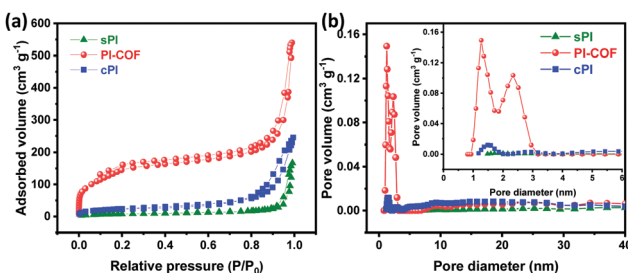 (a)
sPI
PI-COF
cPI
Adsorbed volume (cm³ g⁻¹)
600
500
400
300
200
100
0
0.0 0.2 0.4 0.6 0.8 1.0
Relative pressure (P/P₀)
(b)
sPI
PI-COF
cPI
Pore volume (cm³ g⁻¹)
0.16
0.12
0.08
0.04
0.00
0 10 20 30 40
Pore diameter (nm)
Pore volume (cm³ g⁻¹)
0.16
0.12
0.08
0.04
0.00
0 1 2 3 4 5 6
Pore diameter (nm)